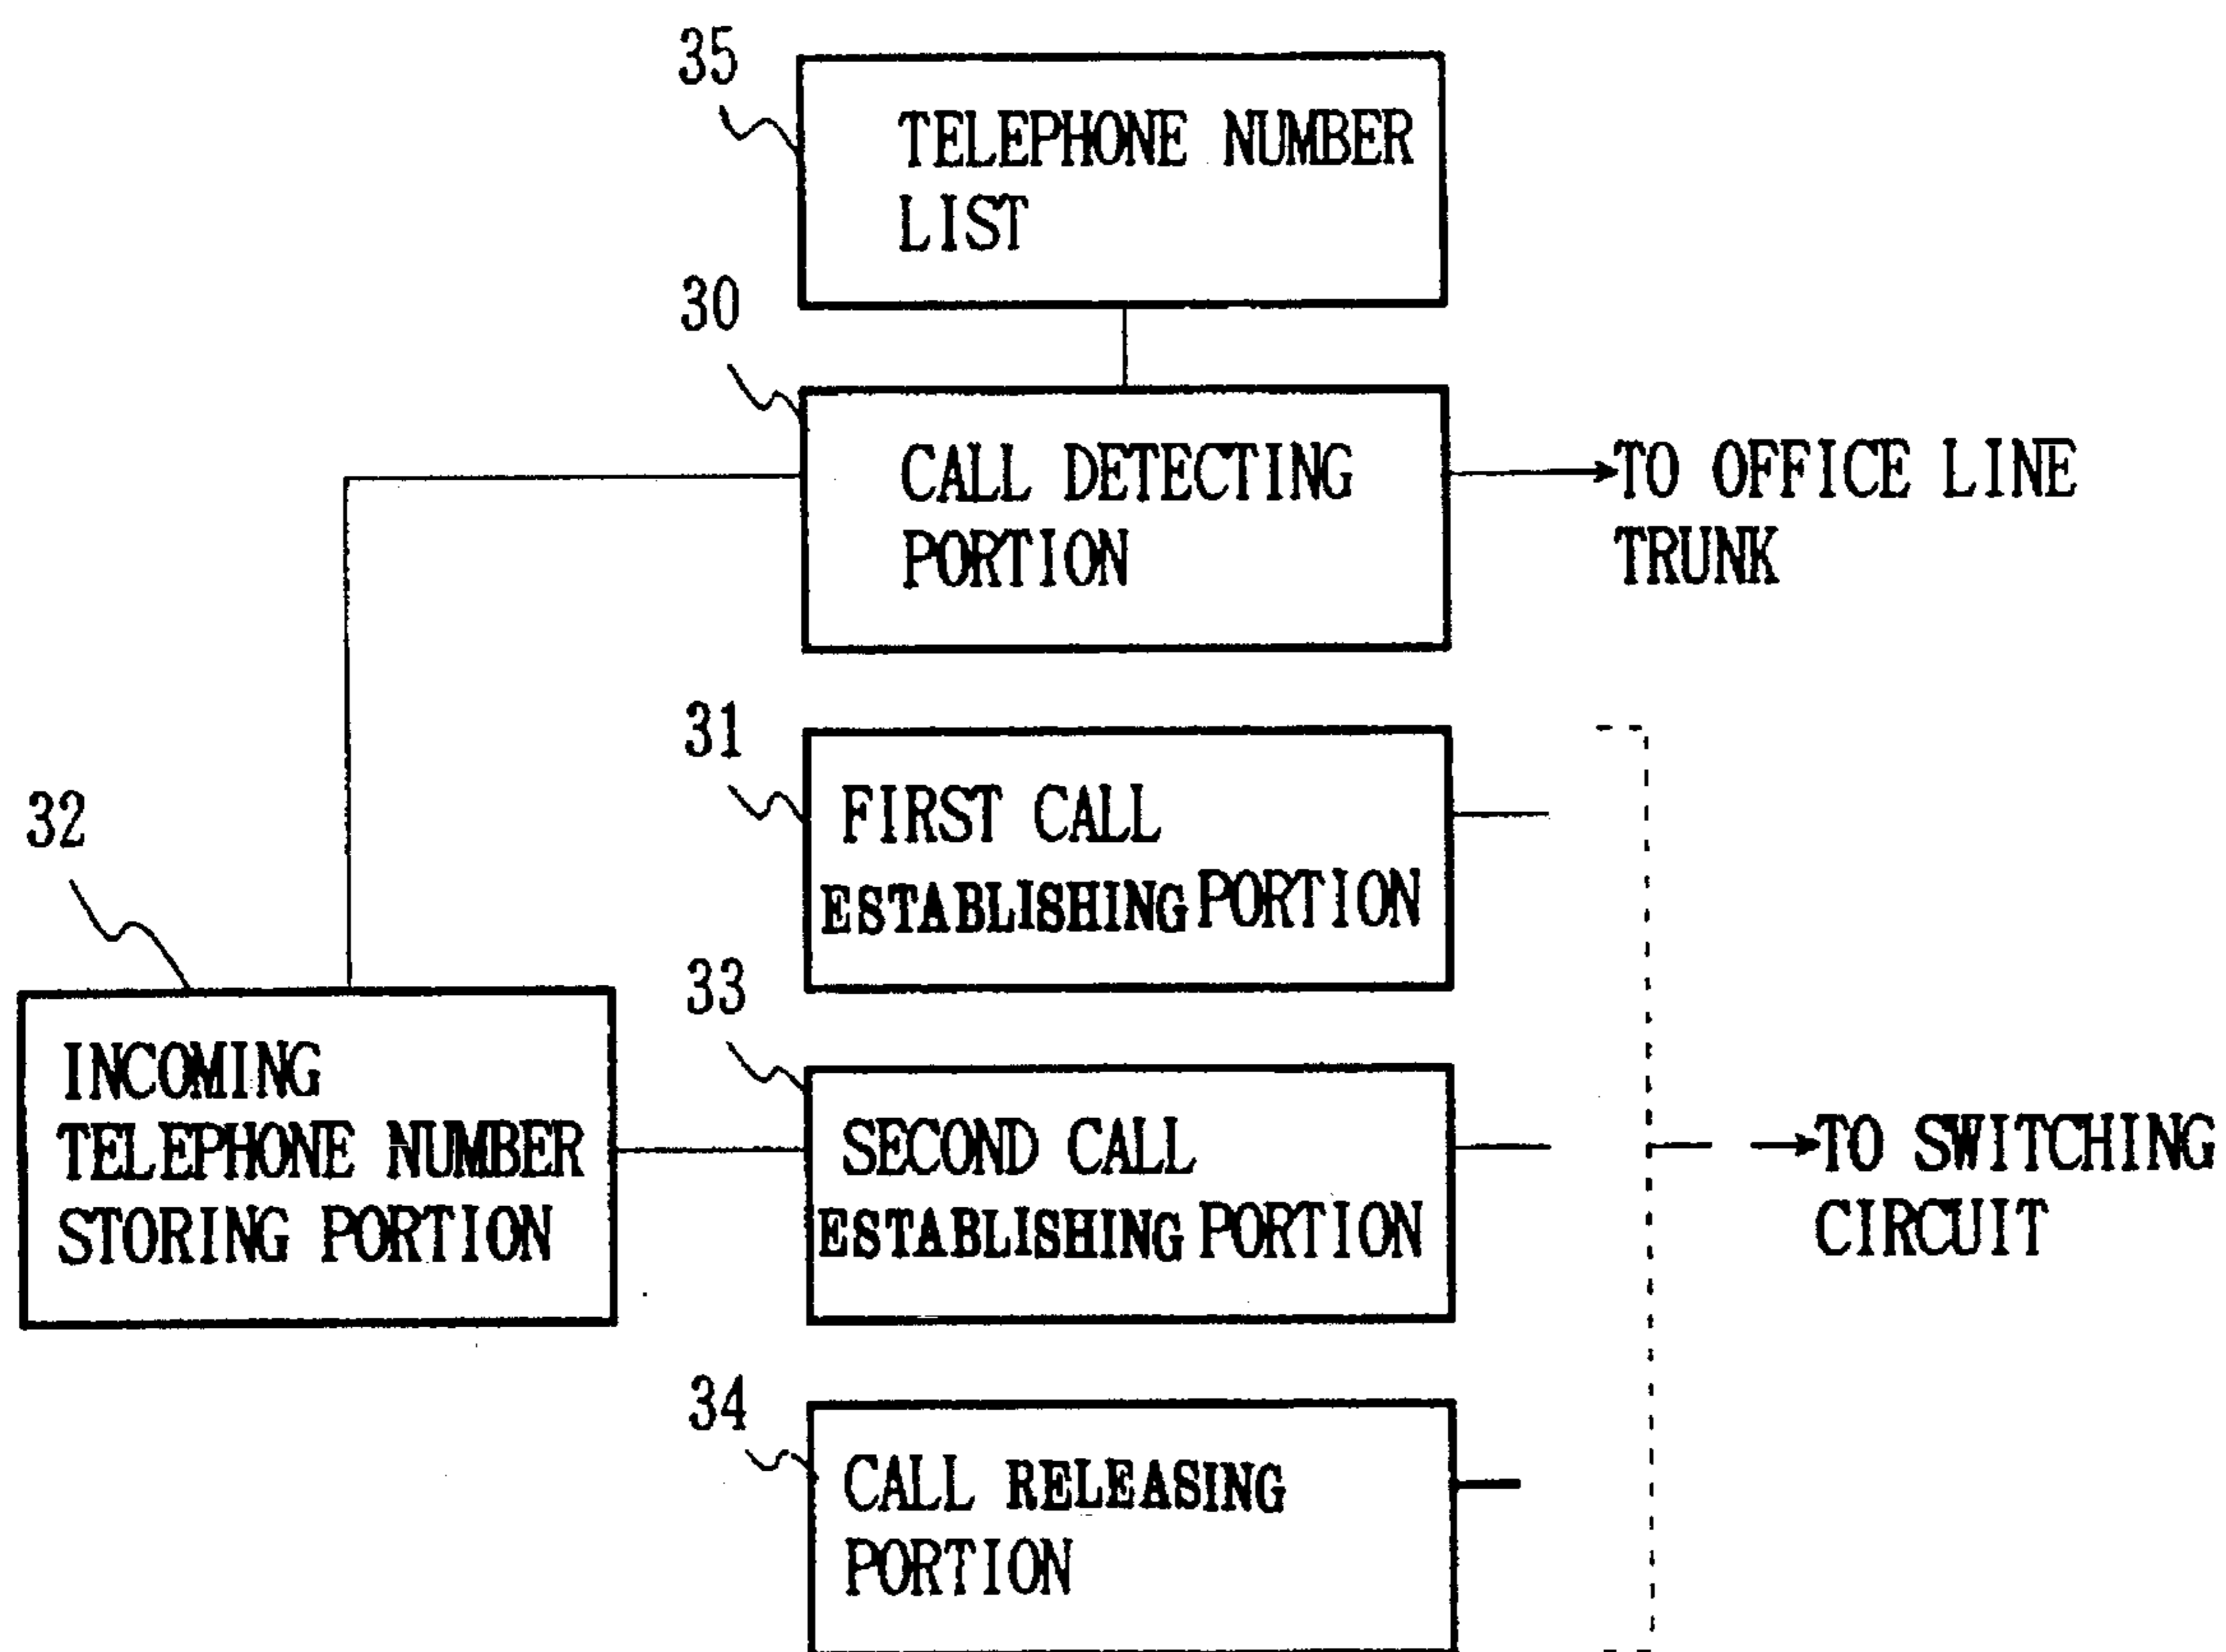 35
TELEPHONE NUMBER
LIST
30
CALL DETECTING
PORTION
TO OFFICE LINE
TRUNK
31
FIRST CALL
ESTABLISHING PORTION
32
INCOMING
TELEPHONE NUMBER
STORING PORTION
33
SECOND CALL
ESTABLISHING PORTION
TO SWITCHING
CIRCUIT
34
CALL RELEASING
PORTION